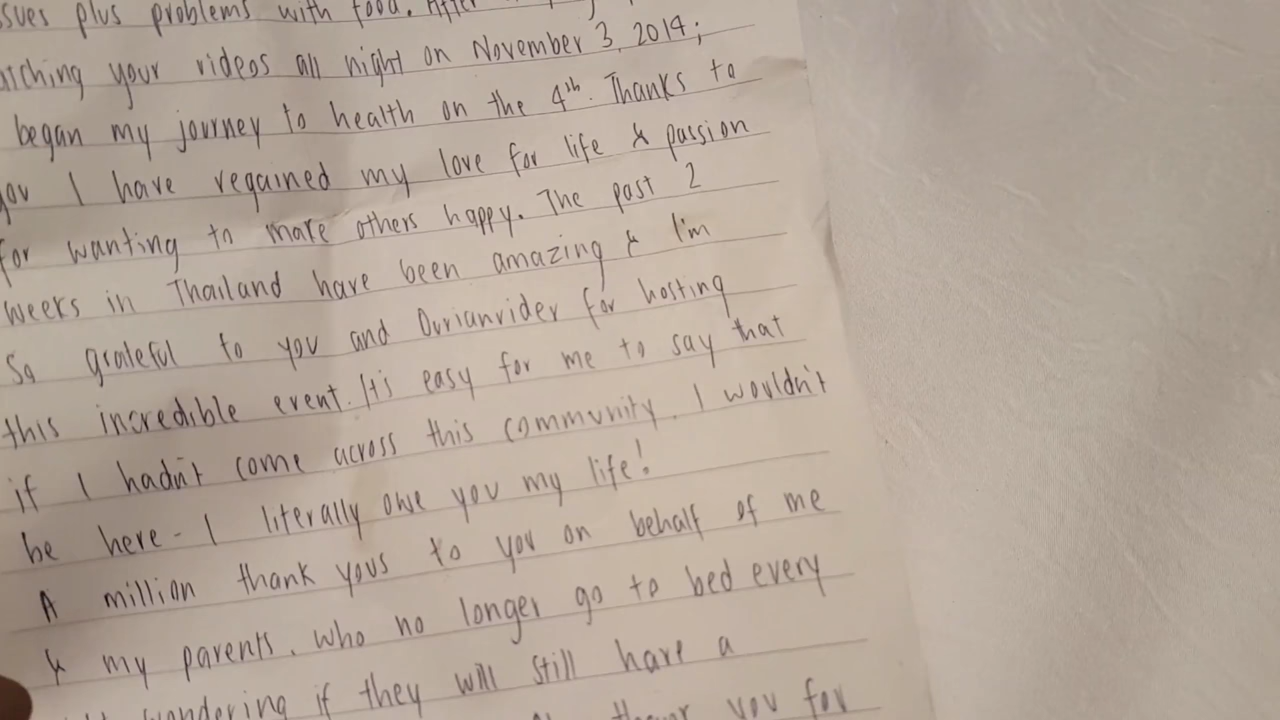 plus problems with food. After
your videos all night on November 3, 2014;
began my journey to health on the 4th. Thanks to
you I have regained my love for life & passion
for wanting to make others happy. The past 2
weeks in Thailand have been amazing & I'm
So grateful to you and Durianrider for hosting
this incredible event. It's easy for me to say that
if I hadn't come across this community. I wouldn't
be here - I literally owe you my life!
A million thank yous to you on behalf of me
& my parents. who no longer go to bed every
wondering if they will still have a
you for